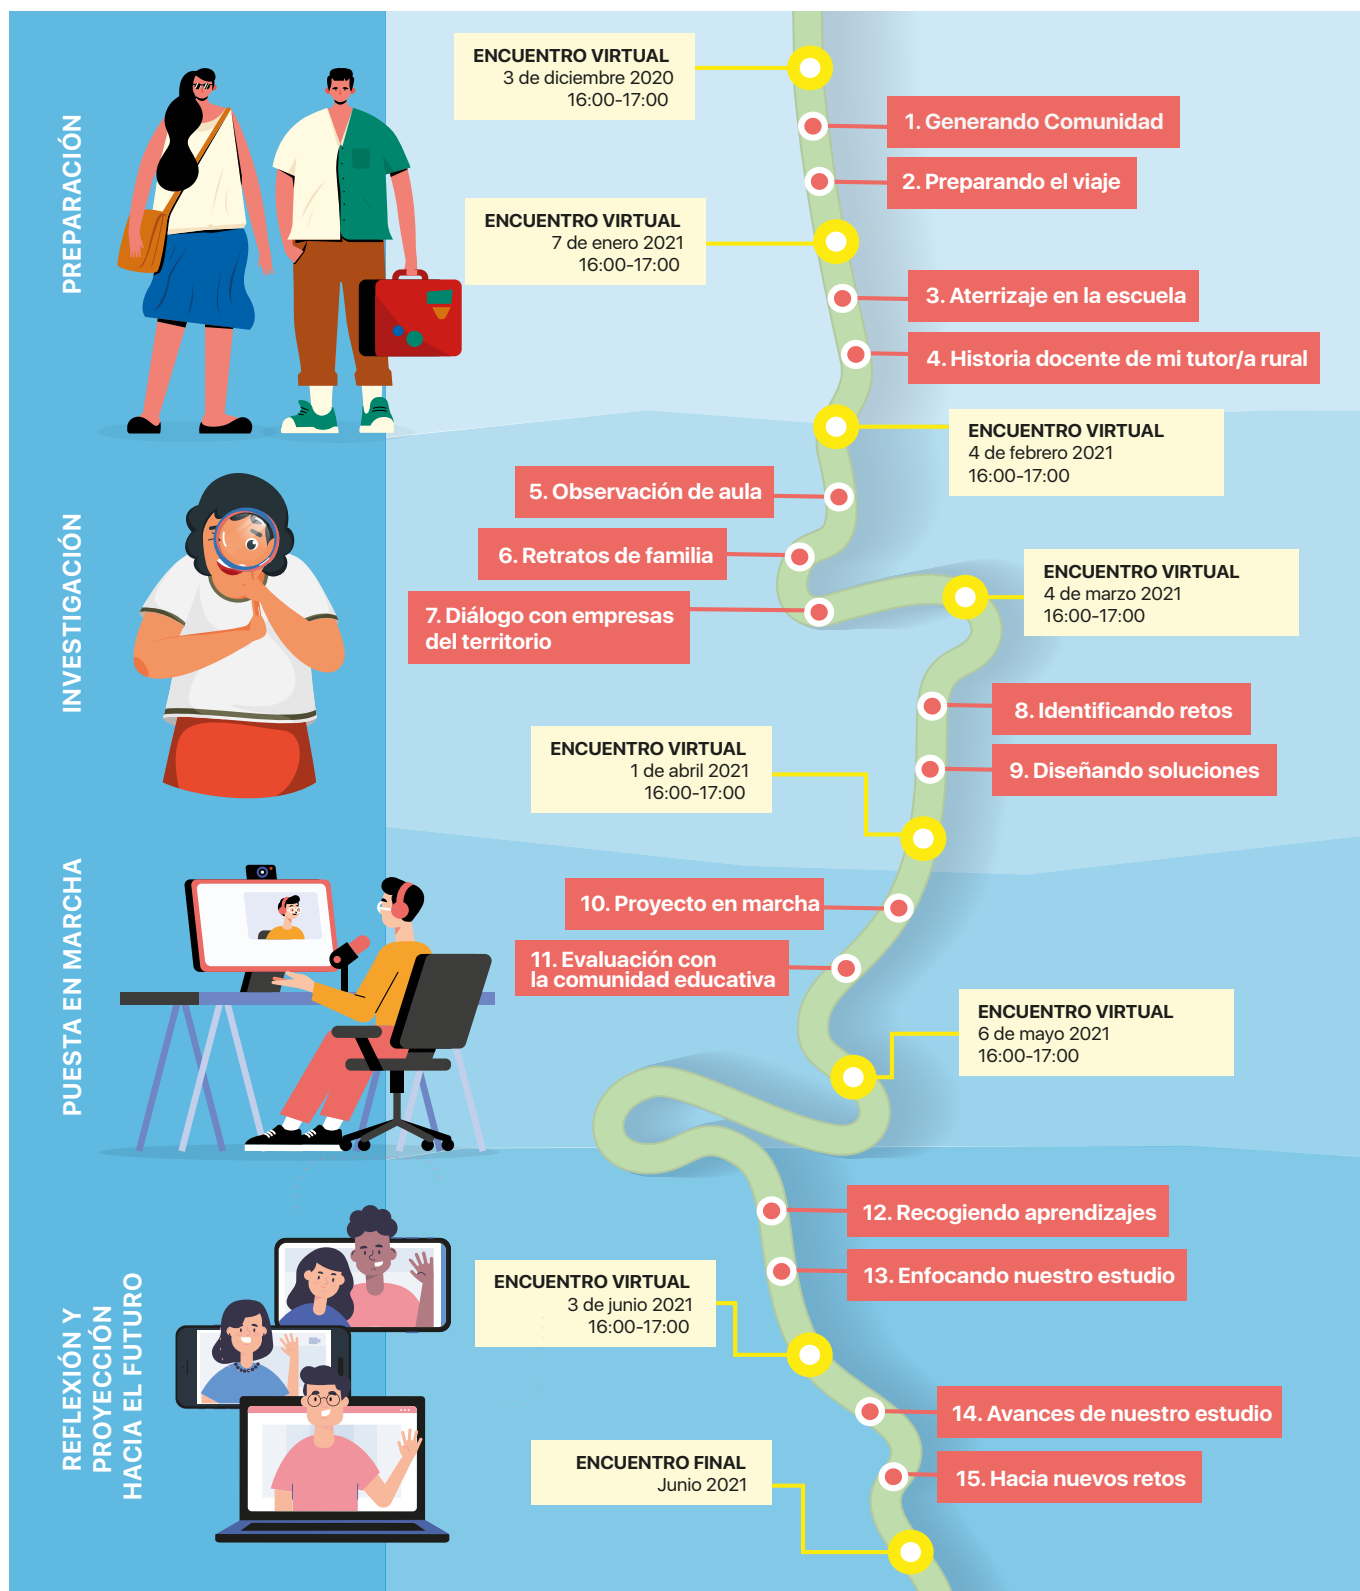 PREPARACIÓN
ENCUENTRO VIRTUAL
3 de diciembre 2020
16:00-17:00
1. Generando Comunidad
2. Preparando el viaje
ENCUENTRO VIRTUAL
7 de enero 2021
16:00-17:00
3. Aterrizaje en la escuela
4. Historia docente de mi tutor/a rural
INVESTIGACIÓN
ENCUENTRO VIRTUAL
4 de febrero 2021
16:00-17:00
5. Observación de aula
6. Retratos de familia
7. Diálogo con empresas
del territorio
ENCUENTRO VIRTUAL
4 de marzo 2021
16:00-17:00
8. Identificando retos
9. Diseñando soluciones
ENCUENTRO VIRTUAL
1 de abril 2021
16:00-17:00
PUESTA EN MARCHA
10. Proyecto en marcha
11. Evaluación con
la comunidad educativa
ENCUENTRO VIRTUAL
6 de mayo 2021
16:00-17:00
REFLEXIÓN Y
PROYECCIÓN
HACIA EL FUTURO
12. Recogiendo aprendizajes
13. Enfocando nuestro estudio
ENCUENTRO VIRTUAL
3 de junio 2021
16:00-17:00
14. Avances de nuestro estudio
15. Hacia nuevos retos
ENCUENTRO FINAL
Junio 2021